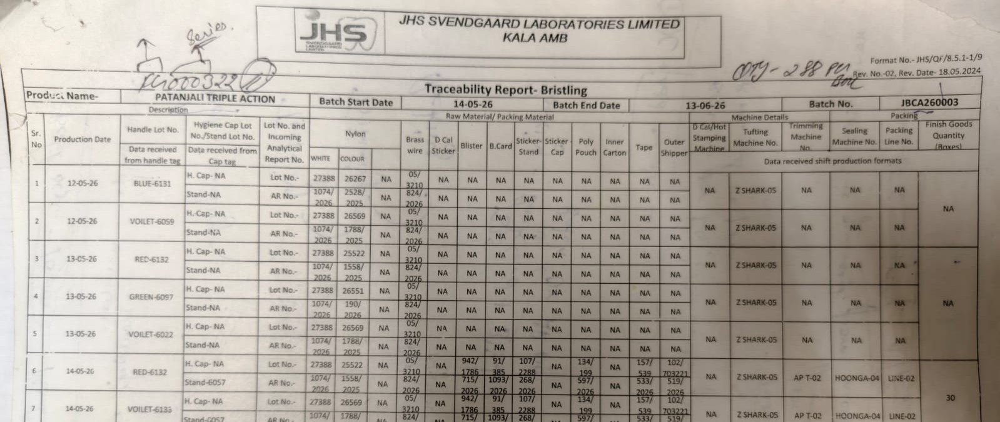 Series.
JHS
SVENDGAARD
LABORATORIES
LIMITED
JHS SVENDGAARD LABORATORIES LIMITED
KALA AMB
Format No.- JHS/QF/8.5.1-1/9
QTY- 288 Rev. No.-02, Rev. Date- 18.05.2024
Traceability Report- Bristling
Product Name- PATANJALI TRIPLE ACTION Batch Start Date 14-05-26 Batch End Date 13-06-26 Batch No. JBCA260003
Description Raw Material/ Packing Material Machine Details Packing
Sr. No Production Date Handle Lot No. Hygiene Cap Lot No./Stand Lot No. Lot No. and Incoming Analytical Report No. Nylon Brass wire D Cal Sticker Blister B.Card Sticker-Stand Sticker-Cap Poly Pouch Inner Carton Tape Outer Shipper D Cal/Hot Stamping Machine Tufting Machine No. Trimming Machine No. Sealing Machine No. Packing Line No. Finish Goods Quantity (Boxes)
Data received from handle tag Data received from Cap tag WHITE COLOUR Data received shift production formats
1 12-05-26 BLUE-6131 H. Cap- NA Lot No.- 27388 26267 NA 05/3210 NA NA NA NA NA NA NA NA NA NA Z SHARK-05 NA NA NA NA
Stand-NA AR No.- 1074/2026 2528/2025 NA 824/2026 NA NA NA NA NA NA NA NA NA
2 12-05-26 VOILET-6059 H. Cap- NA Lot No.- 27388 26569 NA 05/3210 NA NA NA NA NA NA NA NA NA NA Z SHARK-05 NA NA NA
Stand-NA AR No.- 1074/2026 1788/2025 NA 824/2026 NA NA NA NA NA NA NA NA NA
3 13-05-26 RED-6132 H. Cap- NA Lot No.- 27388 25522 NA 05/3210 NA NA NA NA NA NA NA NA NA NA Z SHARK-05 NA NA NA
Stand-NA AR No.- 1074/2026 1558/2025 NA 824/2026 NA NA NA NA NA NA NA NA NA
4 13-05-26 GREEN-6097 H. Cap- NA Lot No.- 27388 26551 NA 05/3210 NA NA NA NA NA NA NA NA NA NA Z SHARK-05 NA NA NA NA
Stand-NA AR No.- 1074/2026 190/2026 NA 824/2026 NA NA NA NA NA NA NA NA NA
5 13-05-26 VOILET-6022 H. Cap- NA Lot No.- 27388 26569 NA 05/3210 NA NA NA NA NA NA NA NA NA NA Z SHARK-05 NA NA NA
Stand-NA AR No.- 1074/2026 1788/2025 NA 824/2026 NA NA NA NA NA NA NA NA NA
6 14-05-26 RED-6132 H. Cap- NA Lot No.- 27388 25522 NA 05/3210 NA 942/1786 91/385 107/2288 NA 134/199 NA 157/539 102/703221 NA Z SHARK-05 AP T-02 HOONGA-04 LINE-02 30
Stand-6057 AR No.- 1074/2026 1558/2025 NA 824/2026 NA 715/2026 1093/2026 268/2026 NA 597/2026 NA 533/2026 519/2026
7 14-05-26 VOILET-6135 H. Cap- NA Lot No.- 27388 26569 NA 05/3210 NA 942/1786 91/385 107/2288 NA 134/199 NA 157/539 102/703221 NA Z SHARK-05 AP T-02 HOONGA-04 LINE-02
Stand-6057 AR No.- 1074/ 1788/ NA 824/ NA 715/ 1093/ 268/ NA 597/ NA 533/ 519/